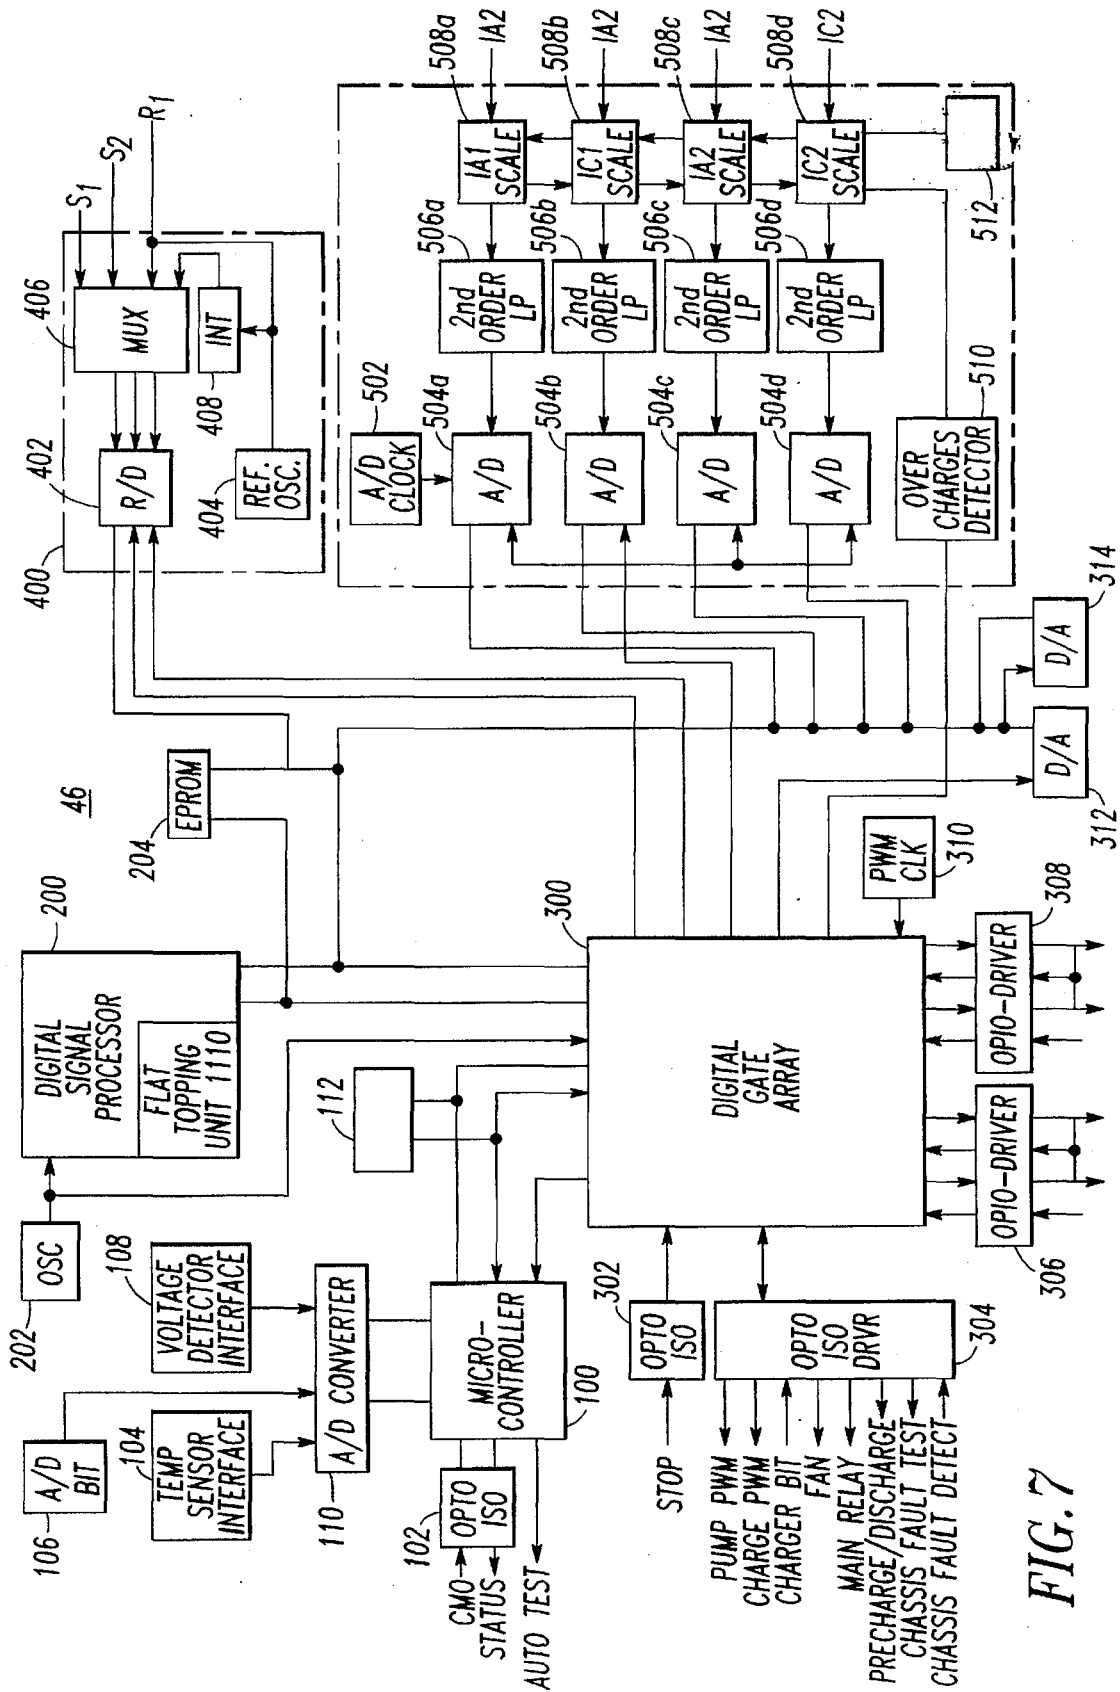 46
202
OSC
DIGITAL
SIGNAL
PROCESSOR
FLAT
TOPPING
UNIT 1110
200
204
EPROM
400
402
R/D
406
MUX
S1
S2
R1
404
REF.
OSC.
408
INT
106
A/D
BIT
104
TEMP
SENSOR
INTERFACE
108
VOLTAGE
DETECTOR
INTERFACE
110
A/D CONVERTER
112
102
OPTO
ISO
CMO
STATUS
AUTO TEST
MICRO-
CONTROLLER
100
300
DIGITAL
GATE
ARRAY
302
OPTO
ISO
STOP
OPTO
ISO
DRVR
304
PUMP PWM
CHARGE PWM
CHARGER BIT
FAN
MAIN RELAY
PRECHARGE/DISCHARGE
CHASSIS FAULT TEST
CHASSIS FAULT DETECT
306
OPIO-DRIVER
OPIO-DRIVER
308
PWM
CLK
310
312
D/A
D/A
314
502
A/D
CLOCK
504a
A/D
506a
2nd
ORDER
LP
508a
IA1
SCALE
IA2
504b
A/D
506b
2nd
ORDER
LP
508b
IC1
SCALE
IA2
504c
A/D
506c
2nd
ORDER
LP
508c
IA2
SCALE
IA2
504d
A/D
506d
2nd
ORDER
LP
508d
IC2
SCALE
IC2
OVER
CHARGES
DETECTOR
510
512
FIG.7